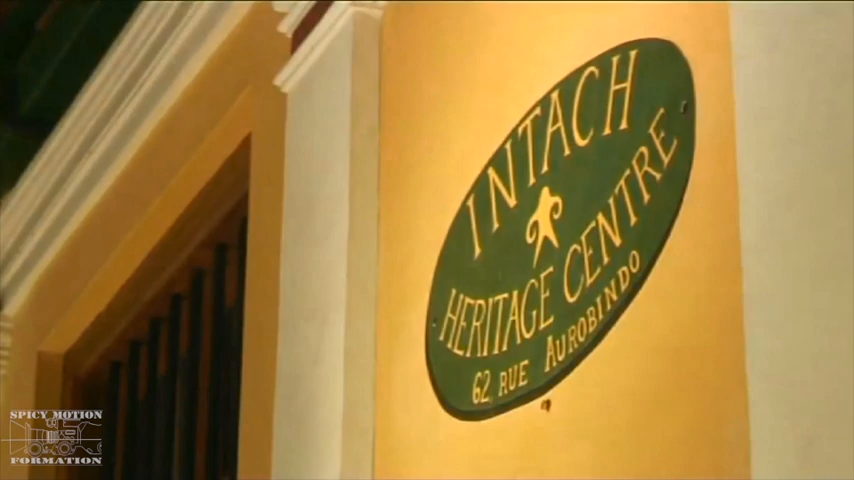 INTACH
HERITAGE CENTRE
62 RUE AUROBINDO
SPICY MOTION
FORMATION